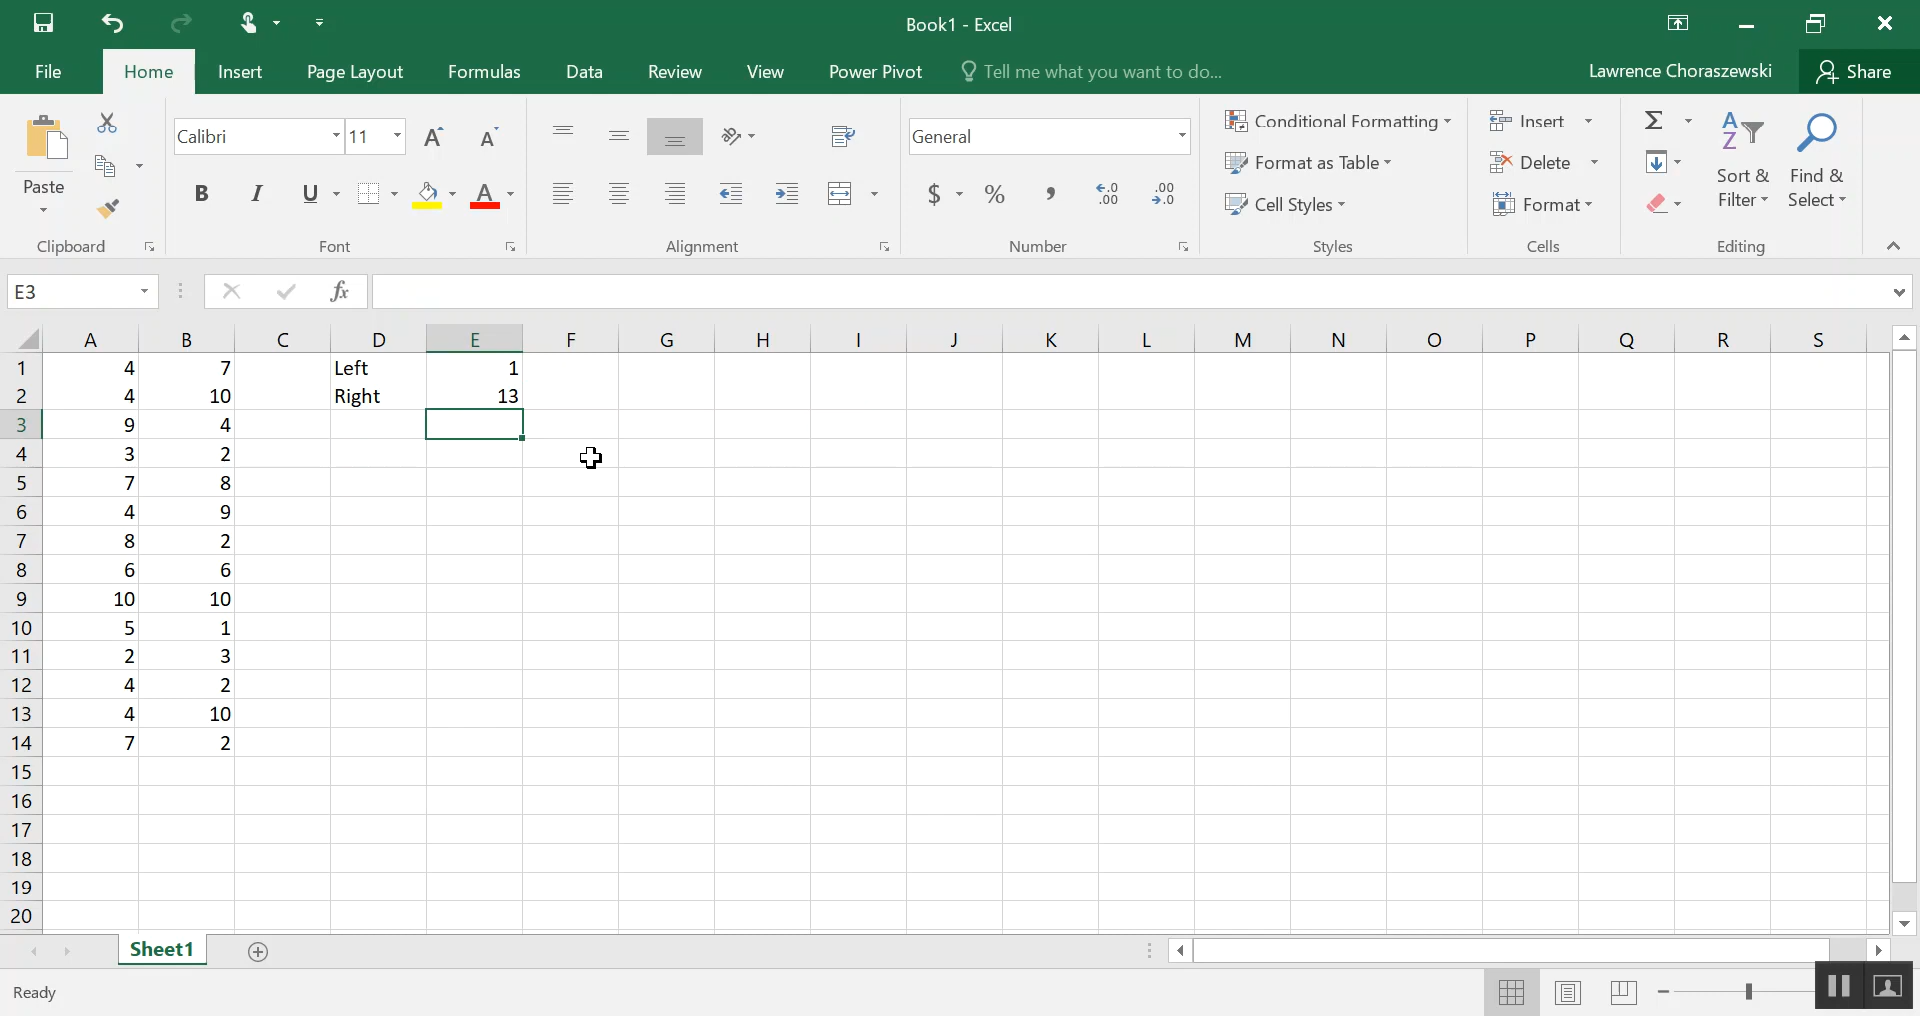 Book1 - Excel
File Home Insert Page Layout Formulas Data Review View Power Pivot Tell me what you want to do... Lawrence Choraszewski Share
Paste
Clipboard
Calibri 11 A A
B I U A
Font
Alignment
General
$ % , .0 .00 .00 .0
Number
Conditional Formatting
Format as Table
Cell Styles
Styles
Insert
Delete
Format
Cells
Σ
A Z
Sort & Filter
Find & Select
Editing
E3 fx
A B C D E F G H I J K L M N O P Q R S
1 4 7 Left 1
2 4 10 Right 13
3 9 4
4 3 2
5 7 8
6 4 9
7 8 2
8 6 6
9 10 10
10 5 1
11 2 3
12 4 2
13 4 10
14 7 2
15
16
17
18
19
20
Sheet1
Ready